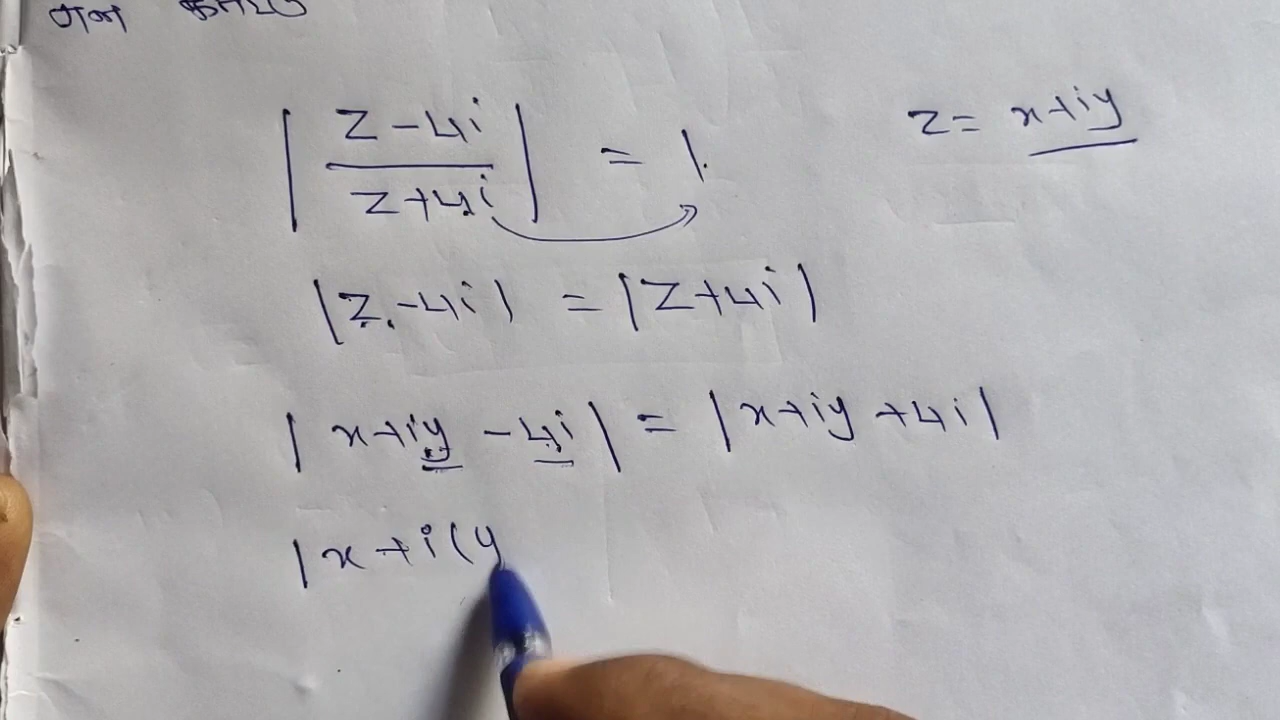 | z - 4i / z + 4i | = 1.
z = x+iy
|z - 4i| = |z+4i|
| x+iy - 4i | = | x+iy + 4i |
| x + i(y